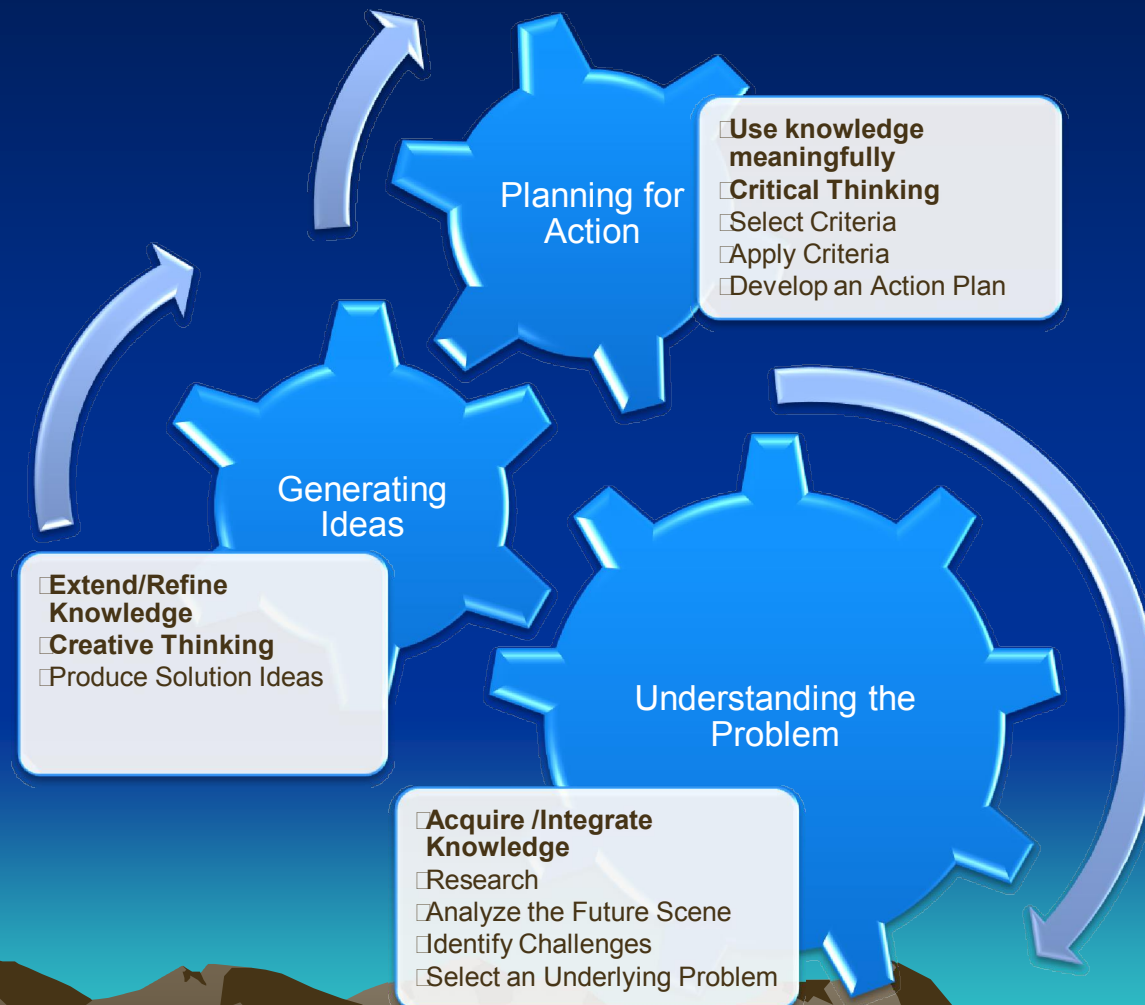 Planning for
Action
□Use knowledge
meaningfully
□Critical Thinking
□Select Criteria
□Apply Criteria
□Develop an Action Plan
Generating
Ideas
□Extend/Refine
Knowledge
□Creative Thinking
□Produce Solution Ideas
Understanding the
Problem
□Acquire /Integrate
Knowledge
□Research
□Analyze the Future Scene
□Identify Challenges
□Select an Underlying Problem